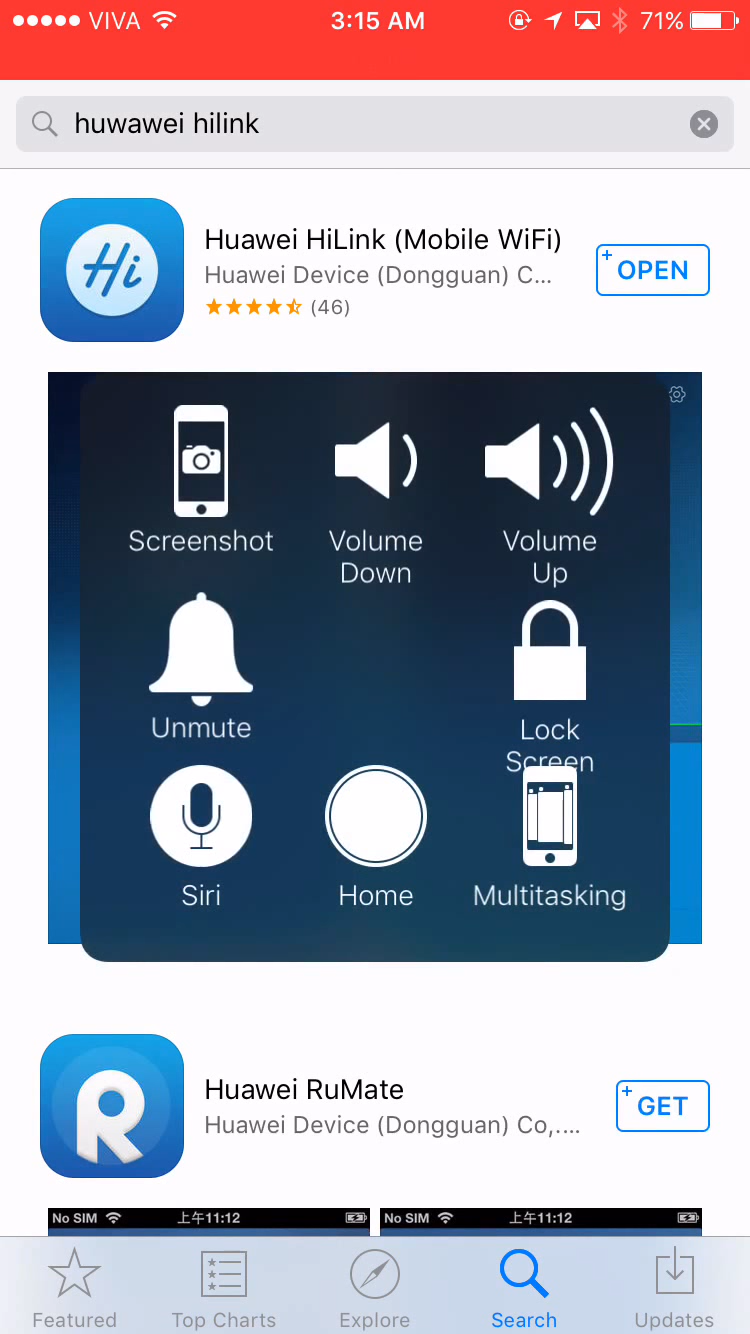 VIVA 3:15 AM 71%
huwawei hilink
Hi
Huawei HiLink (Mobile WiFi)
Huawei Device (Dongguan) C...
(46)
+ OPEN
Screenshot
Volume Down
Volume Up
Unmute
Lock Screen
Siri
Home
Multitasking
R
Huawei RuMate
Huawei Device (Dongguan) Co,....
+ GET
No SIM 上午11:12
No SIM 上午11:12
Featured
Top Charts
Explore
Search
Updates